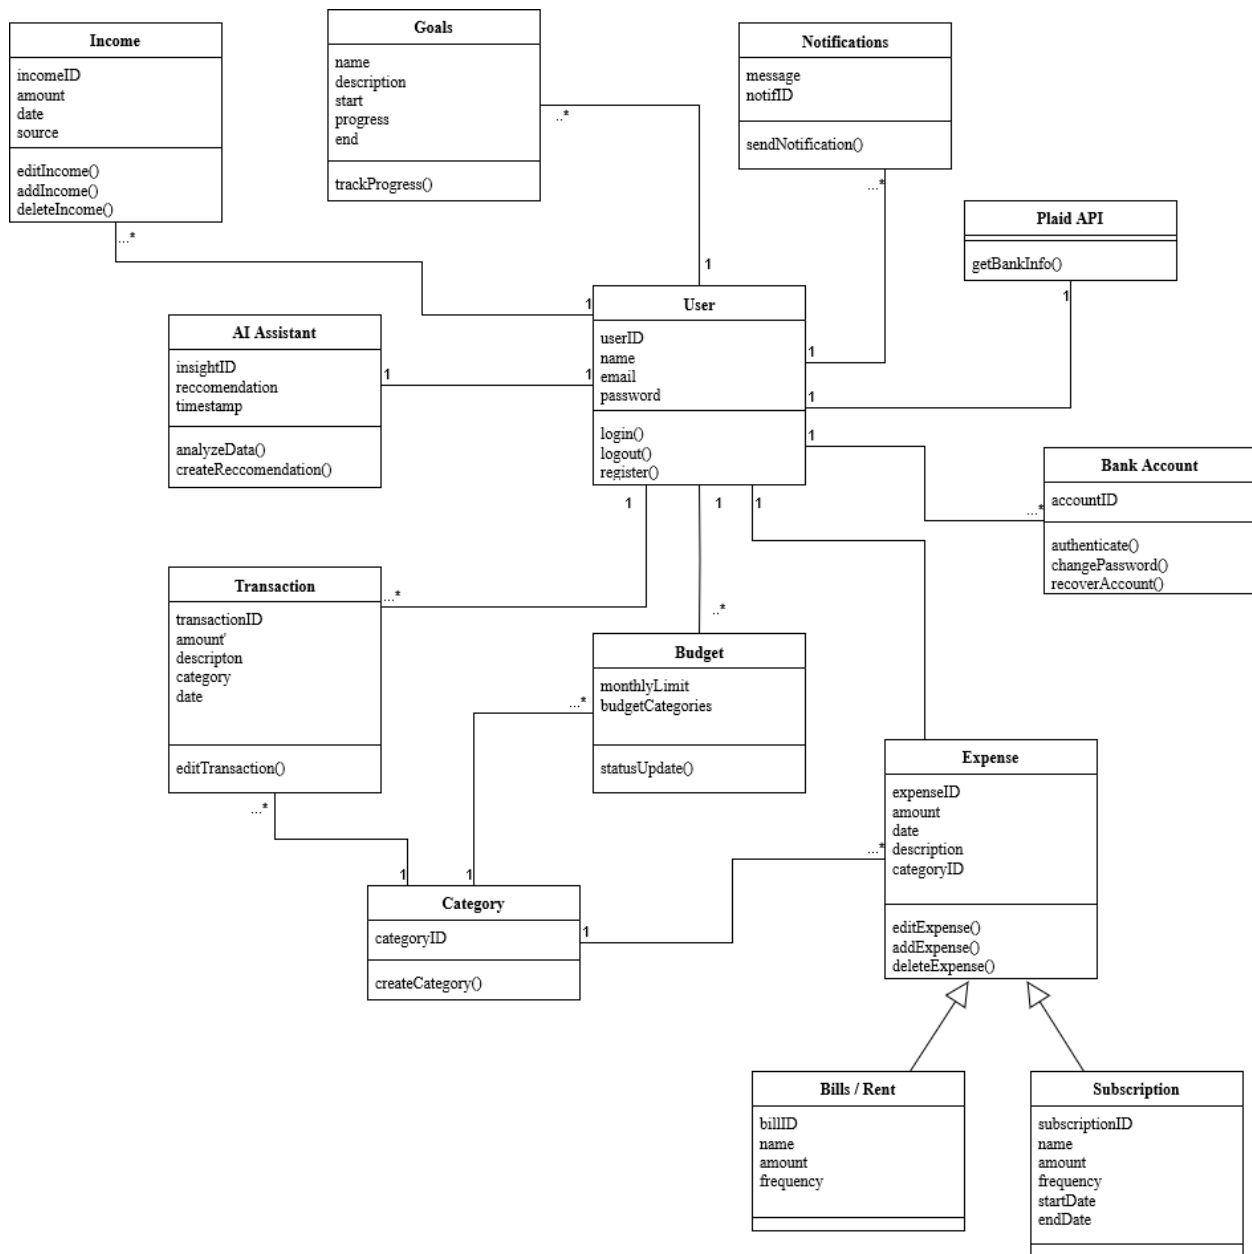 Income
incomeID
amount
date
source
editIncome()
addIncome()
deleteIncome()
...*
Goals
name
description
start
progress
end
trackProgress()
..*
Notifications
message
notifID
sendNotification()
...*
Plaid API
getBankInfo()
1
1
1
User
userID
name
email
password
login()
logout()
register()
1
1
1
1
1
1
1
AI Assistant
insightID
reccomendation
timestamp
analyzeData()
createReccomendation()
1
Bank Account
accountID
authenticate()
changePassword()
recoverAccount()
...*
Transaction
transactionID
amount'
descripton
category
date
editTransaction()
...*
...*
Budget
monthlyLimit
budgetCategories
statusUpdate()
..*
...*
Expense
expenseID
amount
date
description
categoryID
editExpense()
addExpense()
deleteExpense()
...*
Category
categoryID
createCategory()
1
1
1
Bills / Rent
billID
name
amount
frequency
Subscription
subscriptionID
name
amount
frequency
startDate
endDate